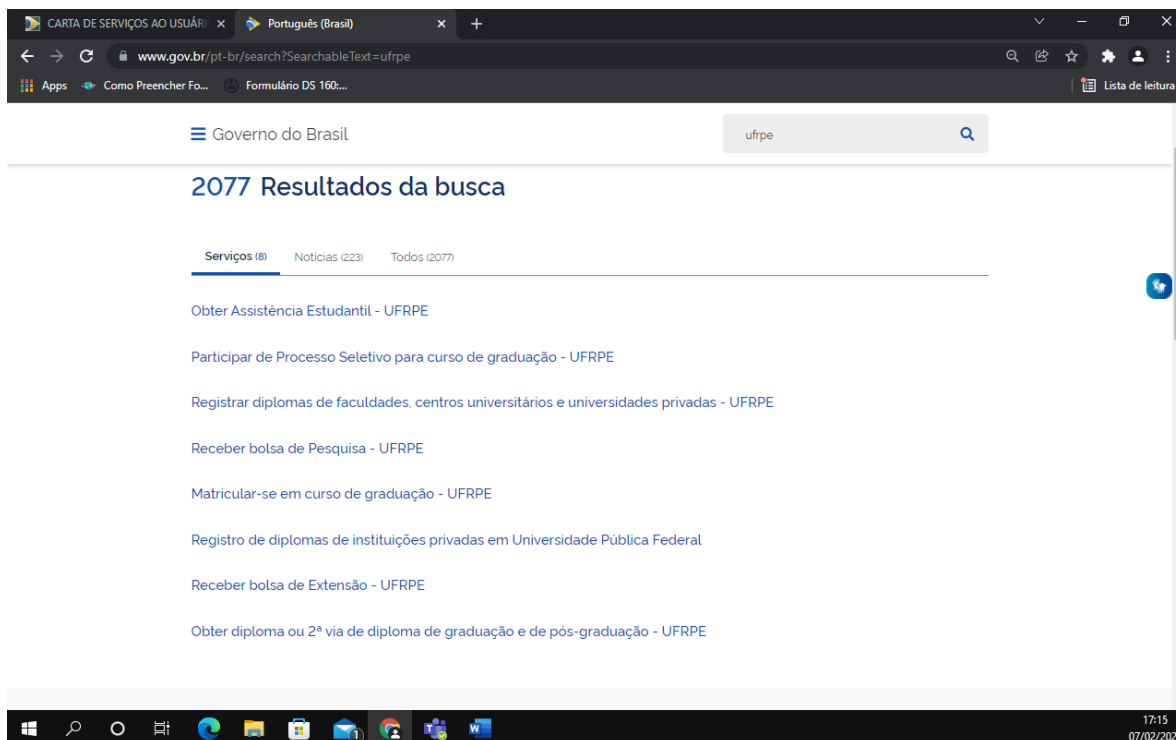 CARTA DE SERVIÇOS AO USUÁRI
Português (Brasil)
www.gov.br/pt-br/search?SearchableText=ufrpe
Apps Como Preencher Fo... Formulário DS 160:... Lista de leitura
Governo do Brasil
ufrpe
2077 Resultados da busca
Serviços (8) Notícias (223) Todos (2077)
Obter Assistência Estudantil - UFRPE
Participar de Processo Seletivo para curso de graduação - UFRPE
Registrar diplomas de faculdades, centros universitários e universidades privadas - UFRPE
Receber bolsa de Pesquisa - UFRPE
Matricular-se em curso de graduação - UFRPE
Registro de diplomas de instituições privadas em Universidade Pública Federal
Receber bolsa de Extensão - UFRPE
Obter diploma ou 2ª via de diploma de graduação e de pós-graduação - UFRPE
17:15
07/02/202